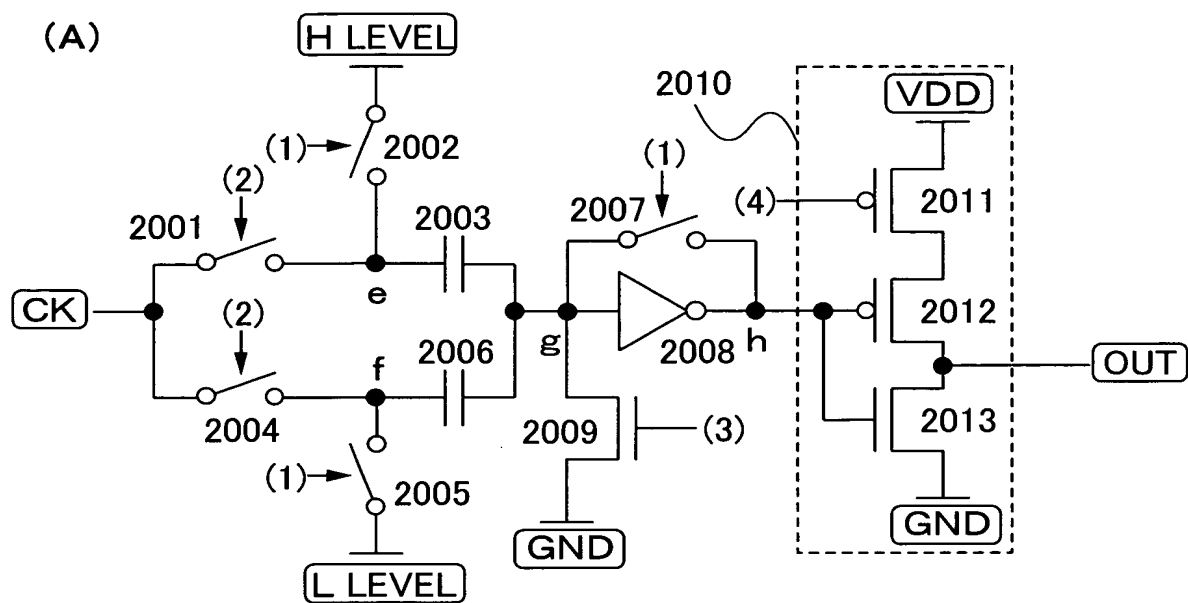 (A)
H LEVEL
2010
VDD
(1)
2002
(1)
(2)
2001
2003
2007
(4)
2011
e
CK
(2)
g
2008
h
2012
f
2006
OUT
2004
2009
(3)
2013
(1)
2005
GND
GND
L LEVEL